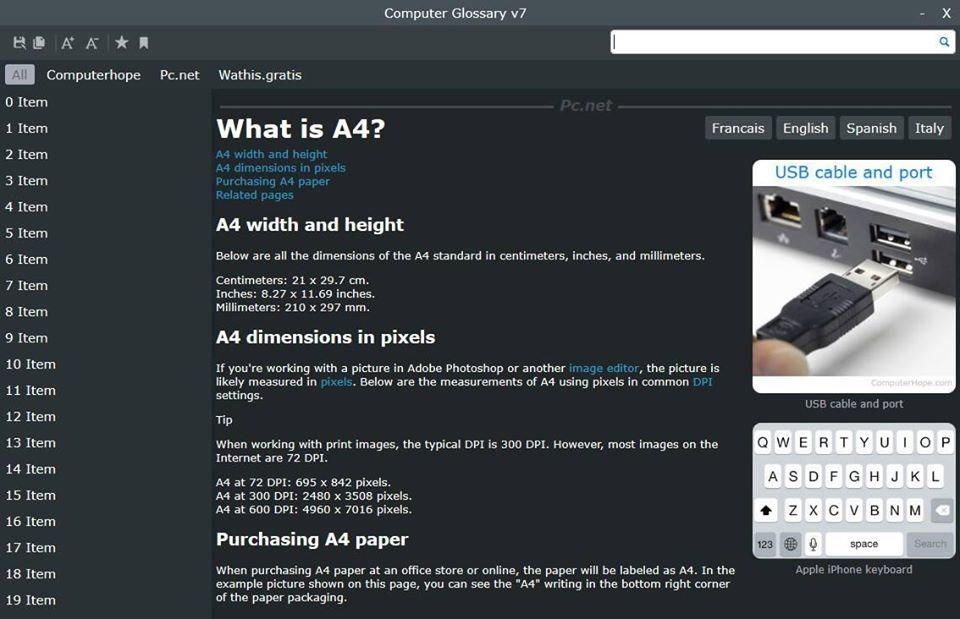 Computer Glossary v7
- X
A+ A-
All Computerhope Pc.net Wathis.gratis
0 Item
1 Item
2 Item
3 Item
4 Item
5 Item
6 Item
7 Item
8 Item
9 Item
10 Item
11 Item
12 Item
13 Item
14 Item
15 Item
16 Item
17 Item
18 Item
19 Item
Pc.net
What is A4?
Francais English Spanish Italy
A4 width and height
A4 dimensions in pixels
Purchasing A4 paper
Related pages
A4 width and height
Below are all the dimensions of the A4 standard in centimeters, inches, and millimeters.
Centimeters: 21 x 29.7 cm.
Inches: 8.27 x 11.69 inches.
Millimeters: 210 x 297 mm.
A4 dimensions in pixels
If you're working with a picture in Adobe Photoshop or another image editor, the picture is
likely measured in pixels. Below are the measurements of A4 using pixels in common DPI
settings.
Tip
When working with print images, the typical DPI is 300 DPI. However, most images on the
Internet are 72 DPI.
A4 at 72 DPI: 695 x 842 pixels.
A4 at 300 DPI: 2480 x 3508 pixels.
A4 at 600 DPI: 4960 x 7016 pixels.
Purchasing A4 paper
When purchasing A4 paper at an office store or online, the paper will be labeled as A4. In the
example picture shown on this page, you can see the "A4" writing in the bottom right corner
of the paper packaging.
USB cable and port
ComputerHope.com
USB cable and port
Q W E R T Y U I O P
A S D F G H J K L
Z X C V B N M
123 space Search
Apple iPhone keyboard